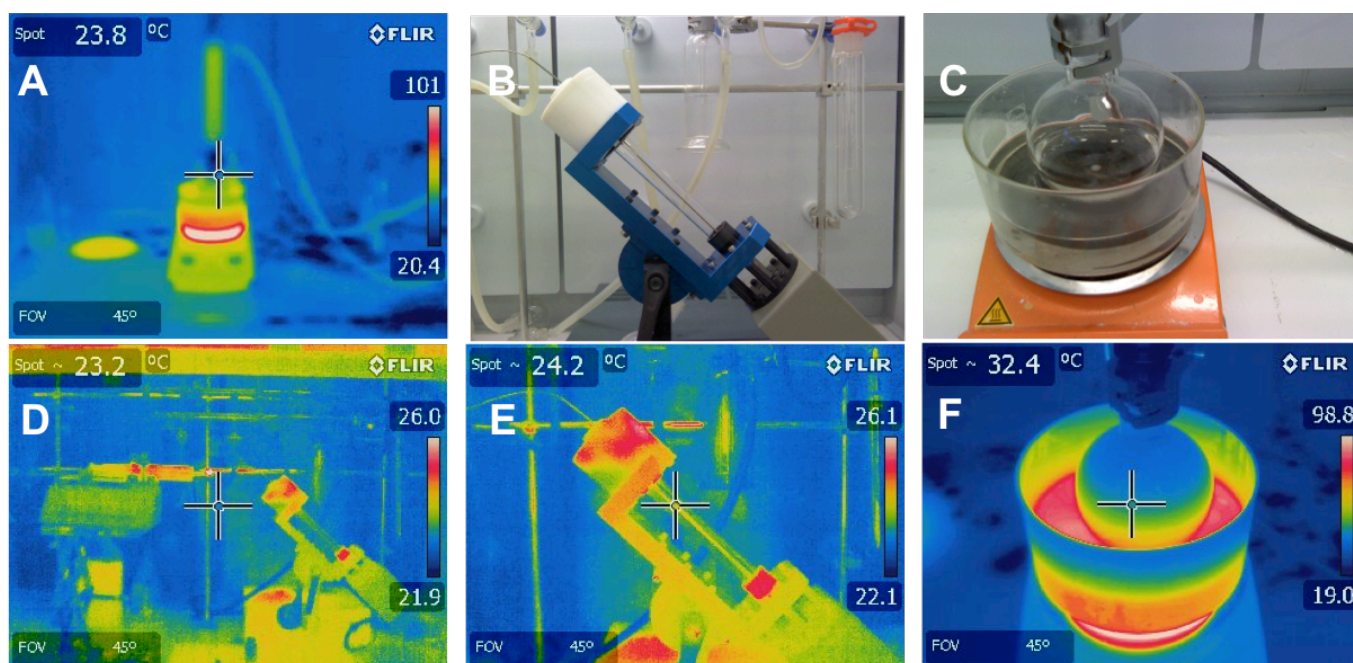 Spot 23.8 °C
FLIR
A
101
20.4
FOV 45°
B
C
Spot ~ 23.2 °C
FLIR
D
26.0
21.9
FOV 45°
Spot ~ 24.2 °C
FLIR
E
26.1
22.1
FOV 45°
Spot ~ 32.4 °C
FLIR
F
98.8
19.0
FOV 45°